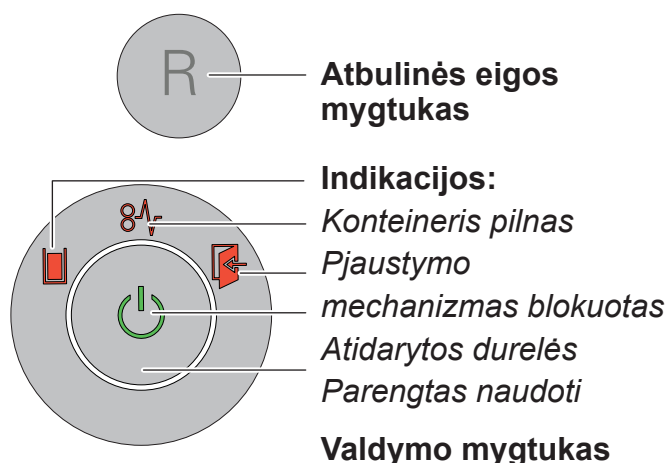 R
Atbulinės eigos
mygtukas
Indikacijos:
Konteineris pilnas
Pjaustymo
mechanizmas blokuotas
Atidarytos durelės
Parengtas naudoti
Valdymo mygtukas